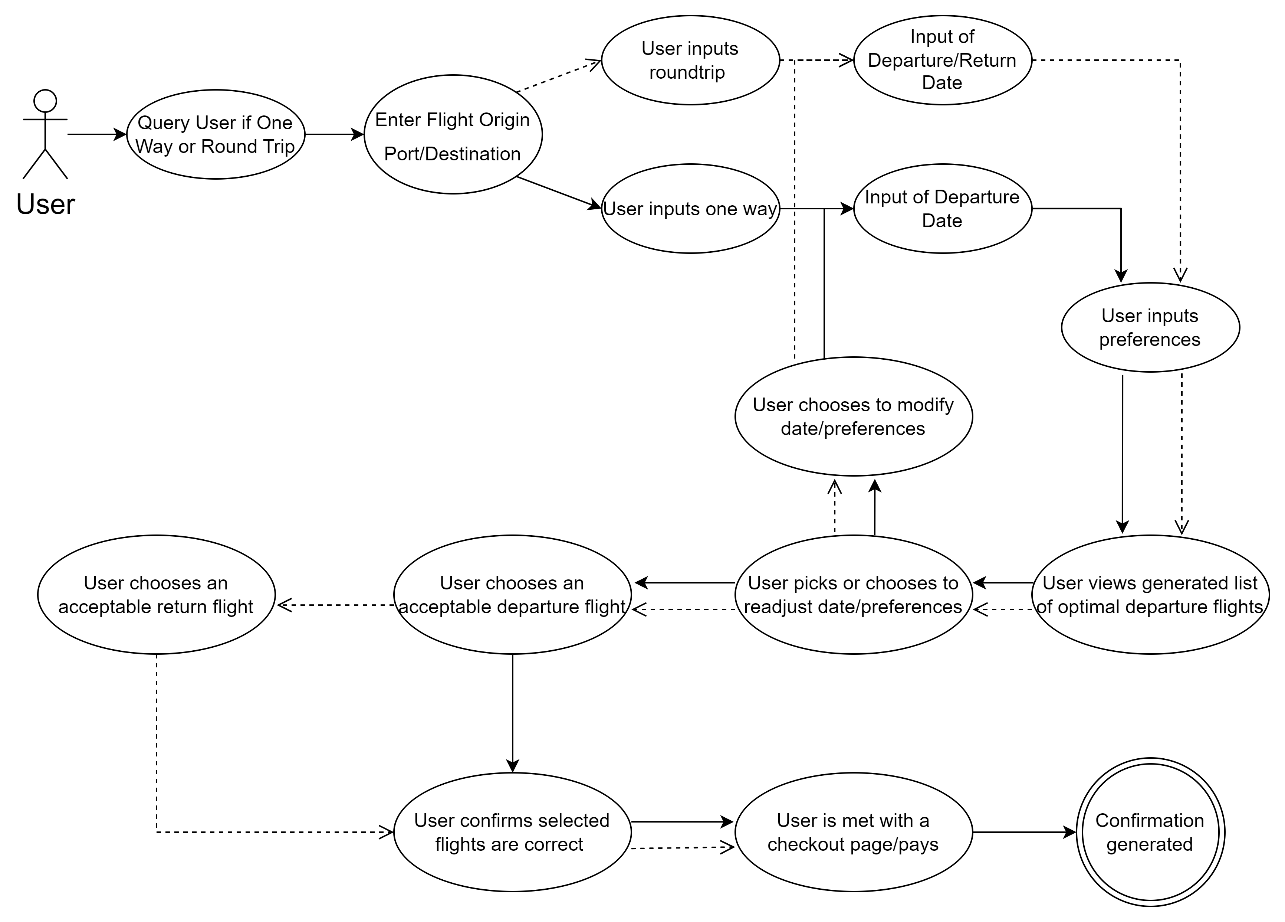 User inputs
roundtrip
Input of
Departure/Return
Date
Query User if One
Way or Round Trip
Enter Flight Origin
Port/Destination
User
User inputs one way
Input of Departure
Date
User inputs
preferences
User chooses to modify
date/preferences
User chooses an
acceptable return flight
User chooses an
acceptable departure flight
User picks or chooses to
readjust date/preferences
User views generated list
of optimal departure flights
User confirms selected
flights are correct
User is met with a
checkout page/pays
Confirmation
generated